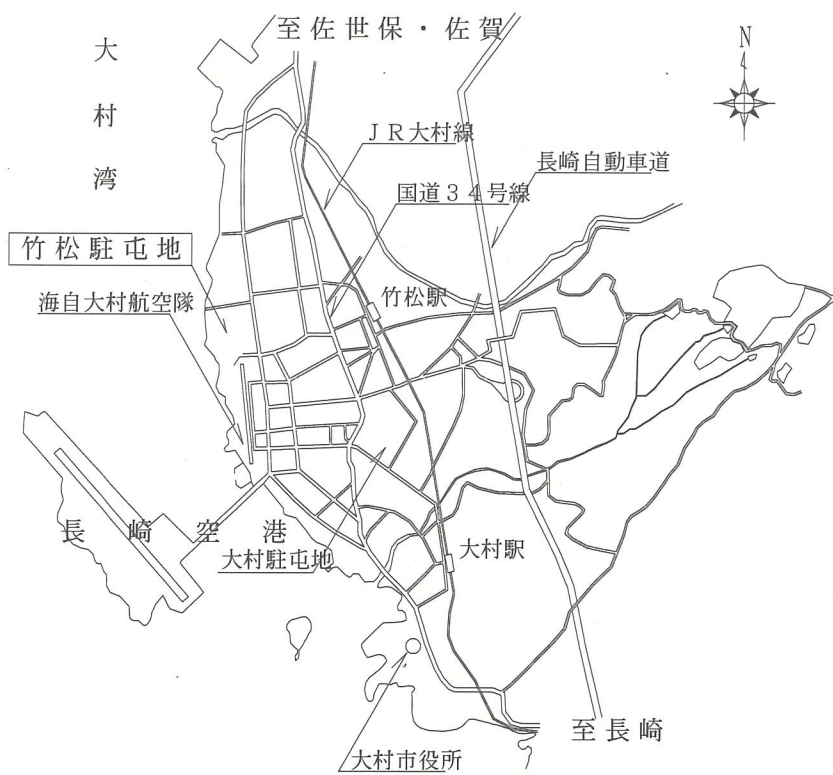 至佐世保・佐賀
N
大村湾
ＪＲ大村線
長崎自動車道
国道３４号線
竹松駐屯地
竹松駅
海自大村航空隊
長崎空港
大村駐屯地
大村駅
至長崎
大村市役所